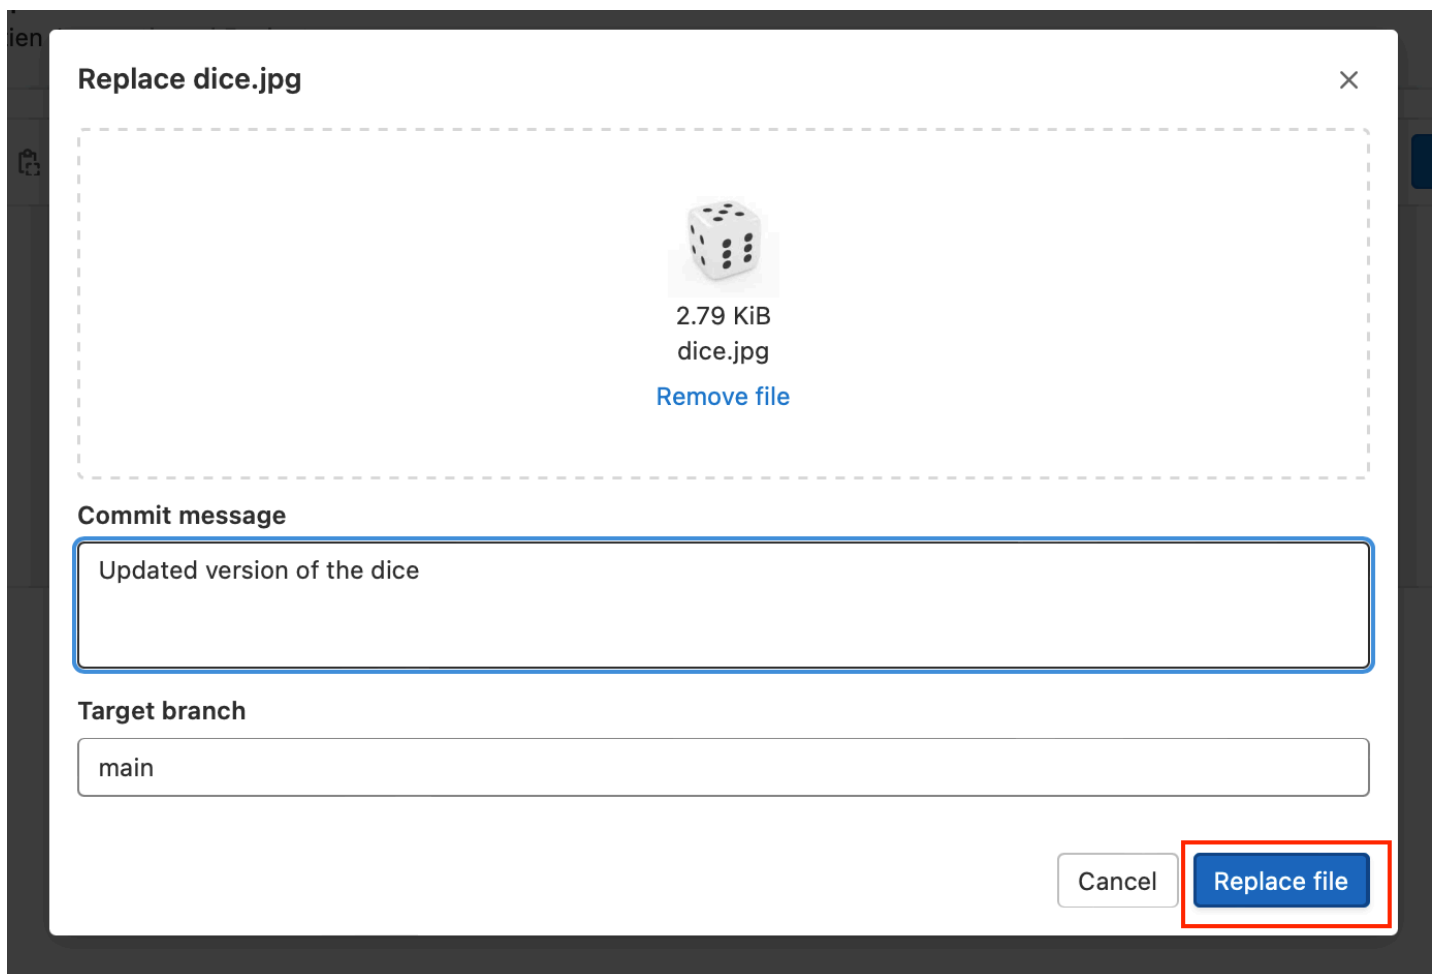 ien
Replace dice.jpg
2.79 KiB
dice.jpg
Remove file
Commit message
Updated version of the dice
Target branch
main
Cancel
Replace file